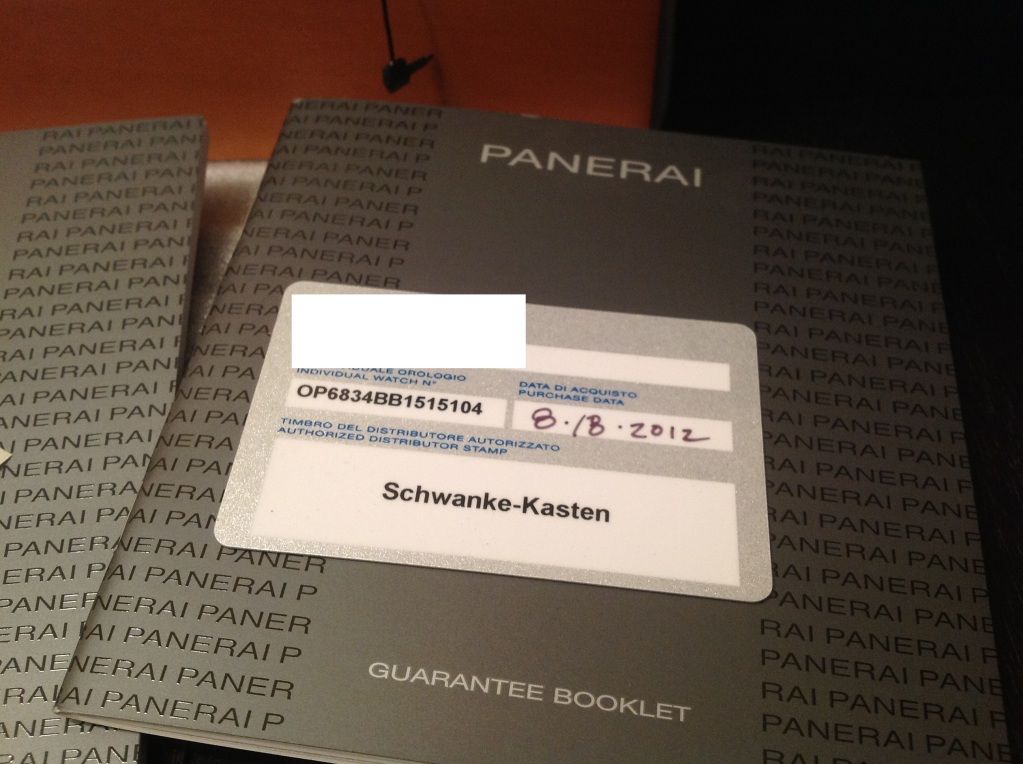 PANERAI
UALE OROLOGIO
INDIVIDUAL WATCH N°
OP6834BB1515104
DATA DI ACQUISTO
PURCHASE DATA
8.18.2012
TIMBRO DEL DISTRIBUTORE AUTORIZZATO
AUTHORIZED DISTRIBUTOR STAMP
Schwanke-Kasten
GUARANTEE BOOKLET